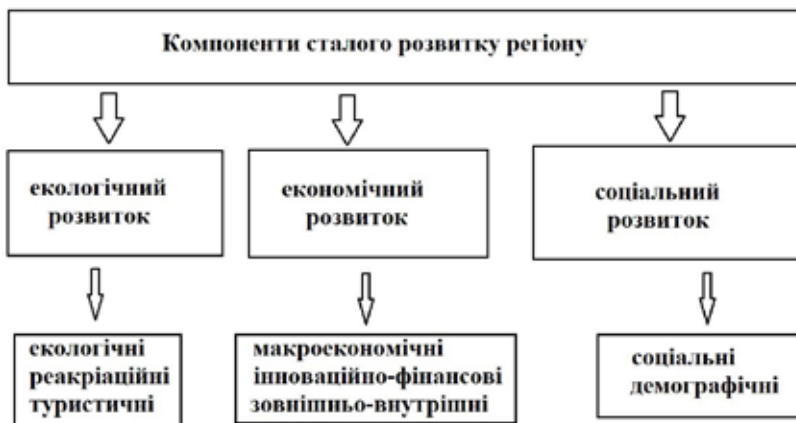 Компоненти сталого розвитку регіону
екологічний
розвиток
економічний
розвиток
соціальний
розвиток
екологічні
реакріаційні
туристичні
макроекономічні
інноваційно-фінансові
зовнішньо-внутрішні
соціальні
демографічні